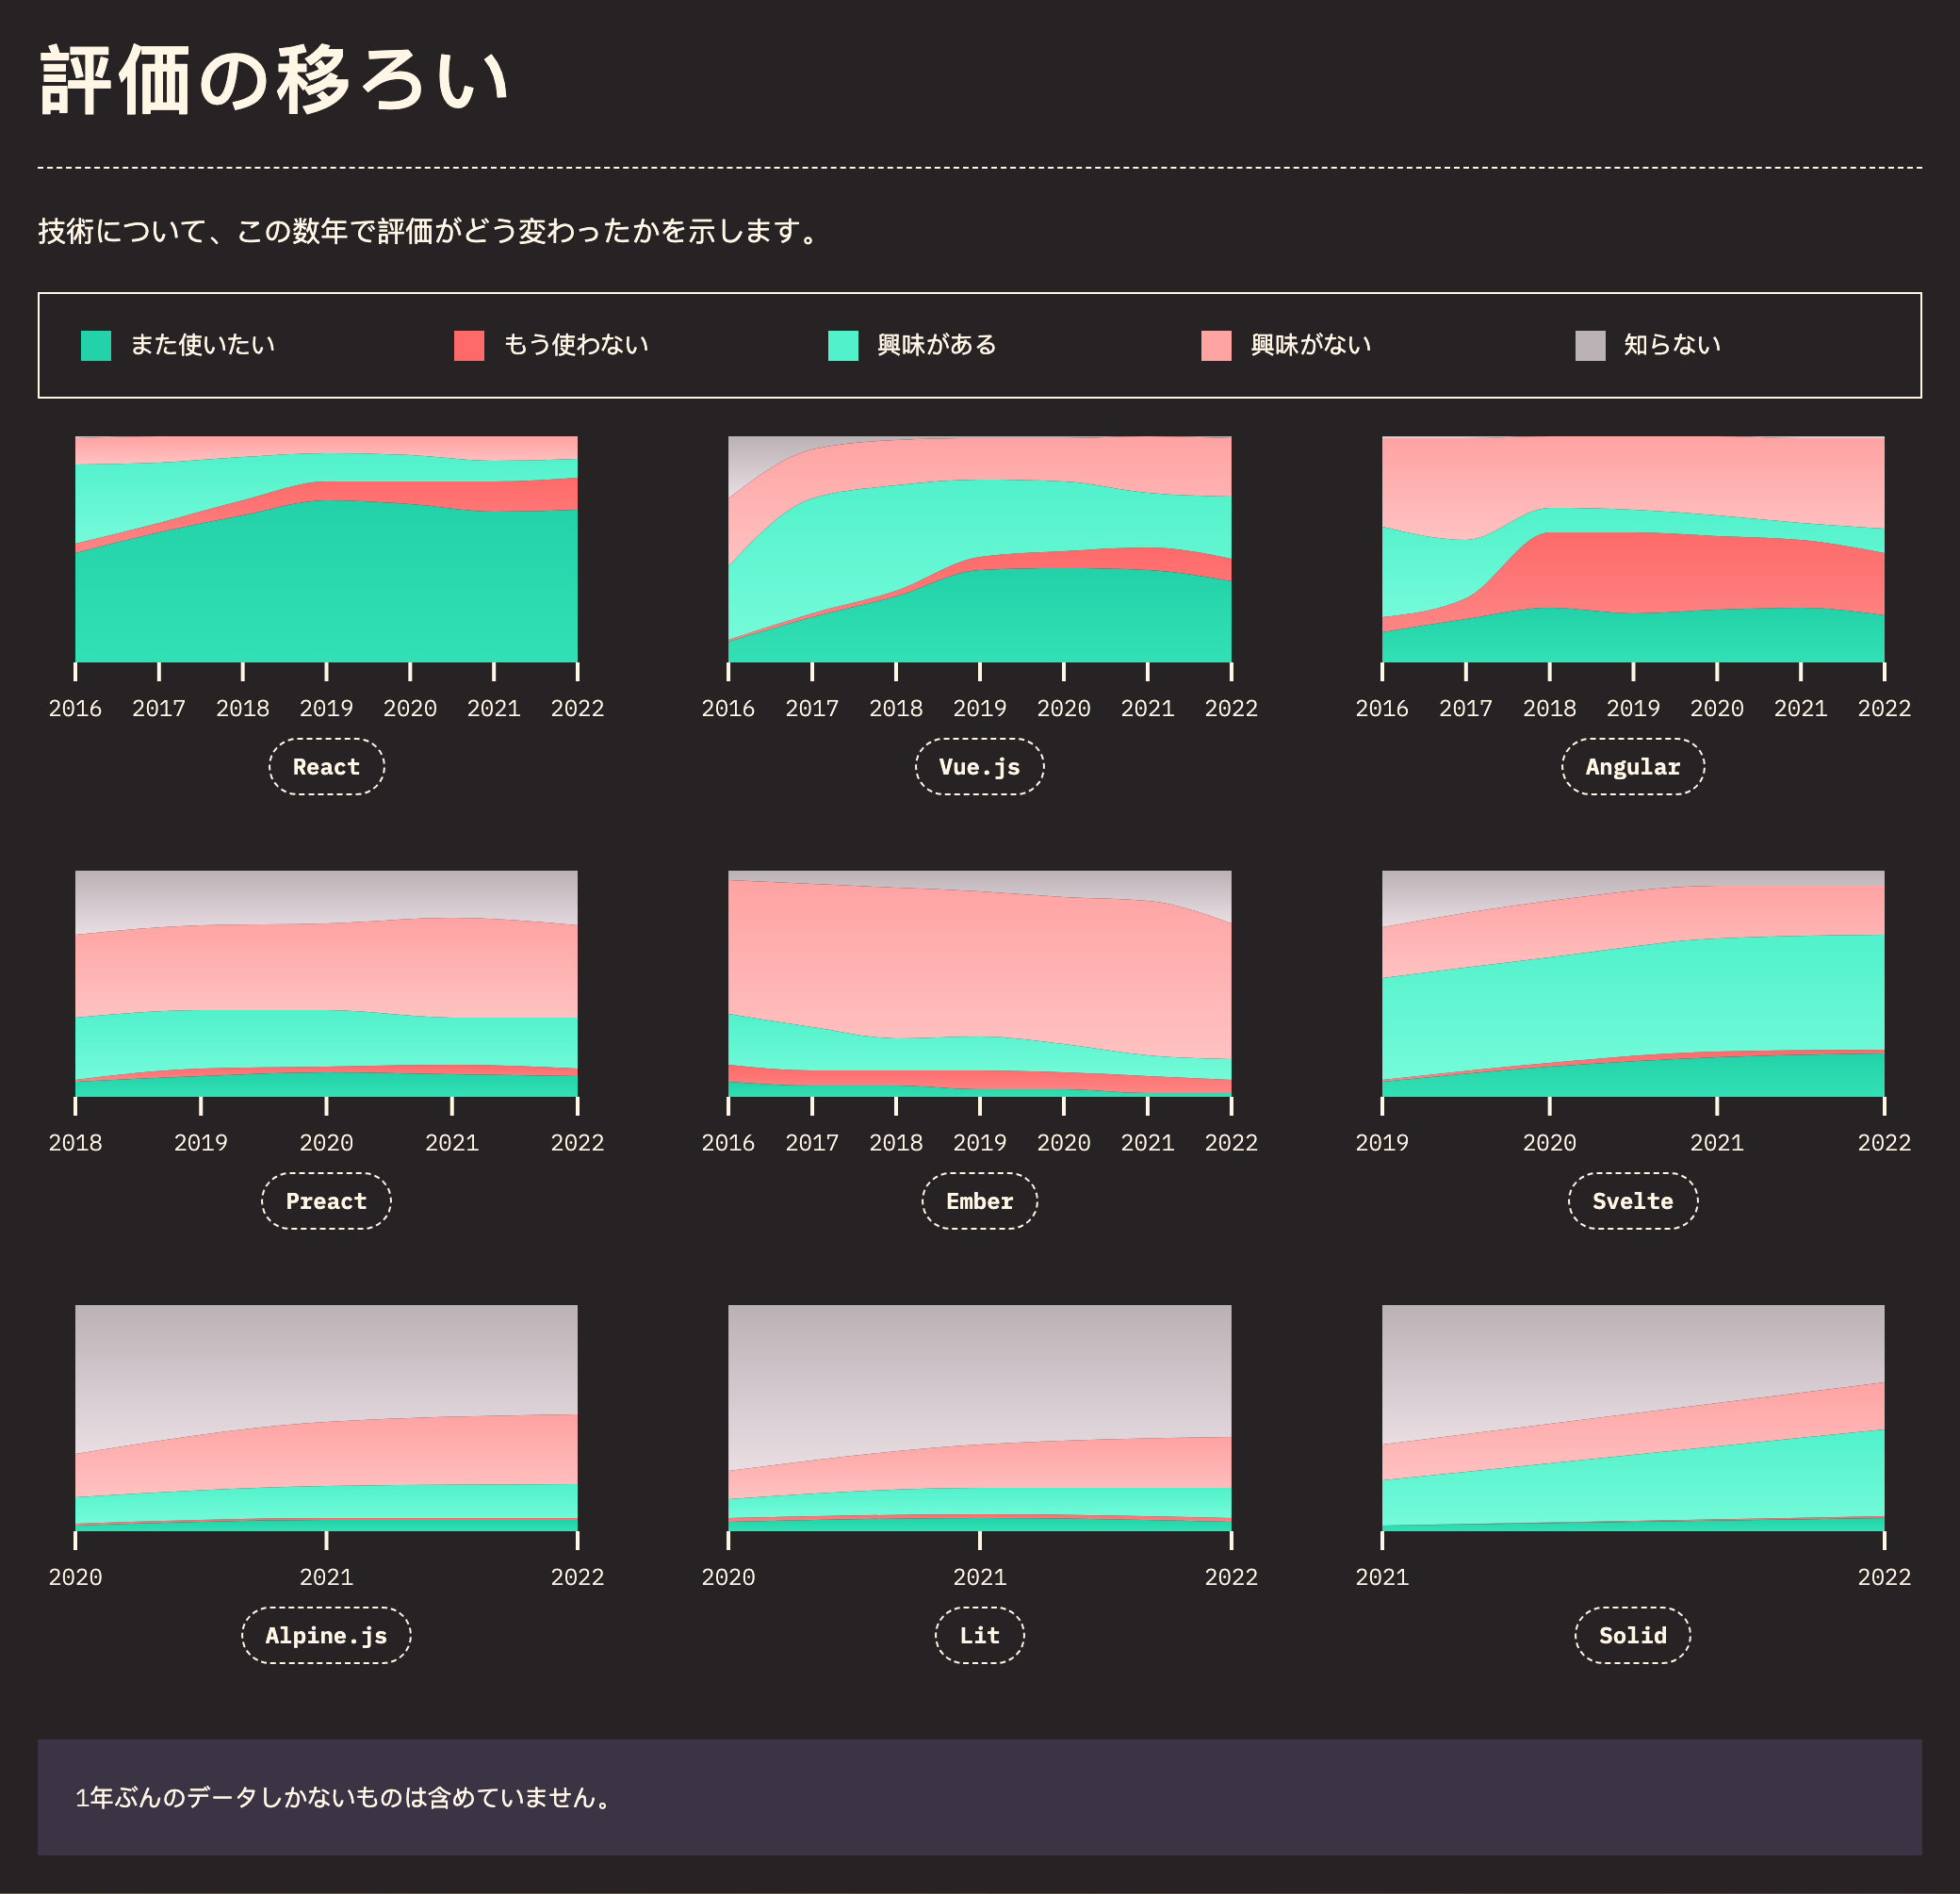 評価の移ろい
技術について、この数年で評価がどう変わったかを示します。
また使いたい もう使わない 興味がある 興味がない 知らない
2016 2017 2018 2019 2020 2021 2022
React
2016 2017 2018 2019 2020 2021 2022
Vue.js
2016 2017 2018 2019 2020 2021 2022
Angular
2018 2019 2020 2021 2022
Preact
2016 2017 2018 2019 2020 2021 2022
Ember
2019 2020 2021 2022
Svelte
2020 2021 2022
Alpine.js
2020 2021 2022
Lit
2021 2022
Solid
1年ぶんのデータしかないものは含めていません。